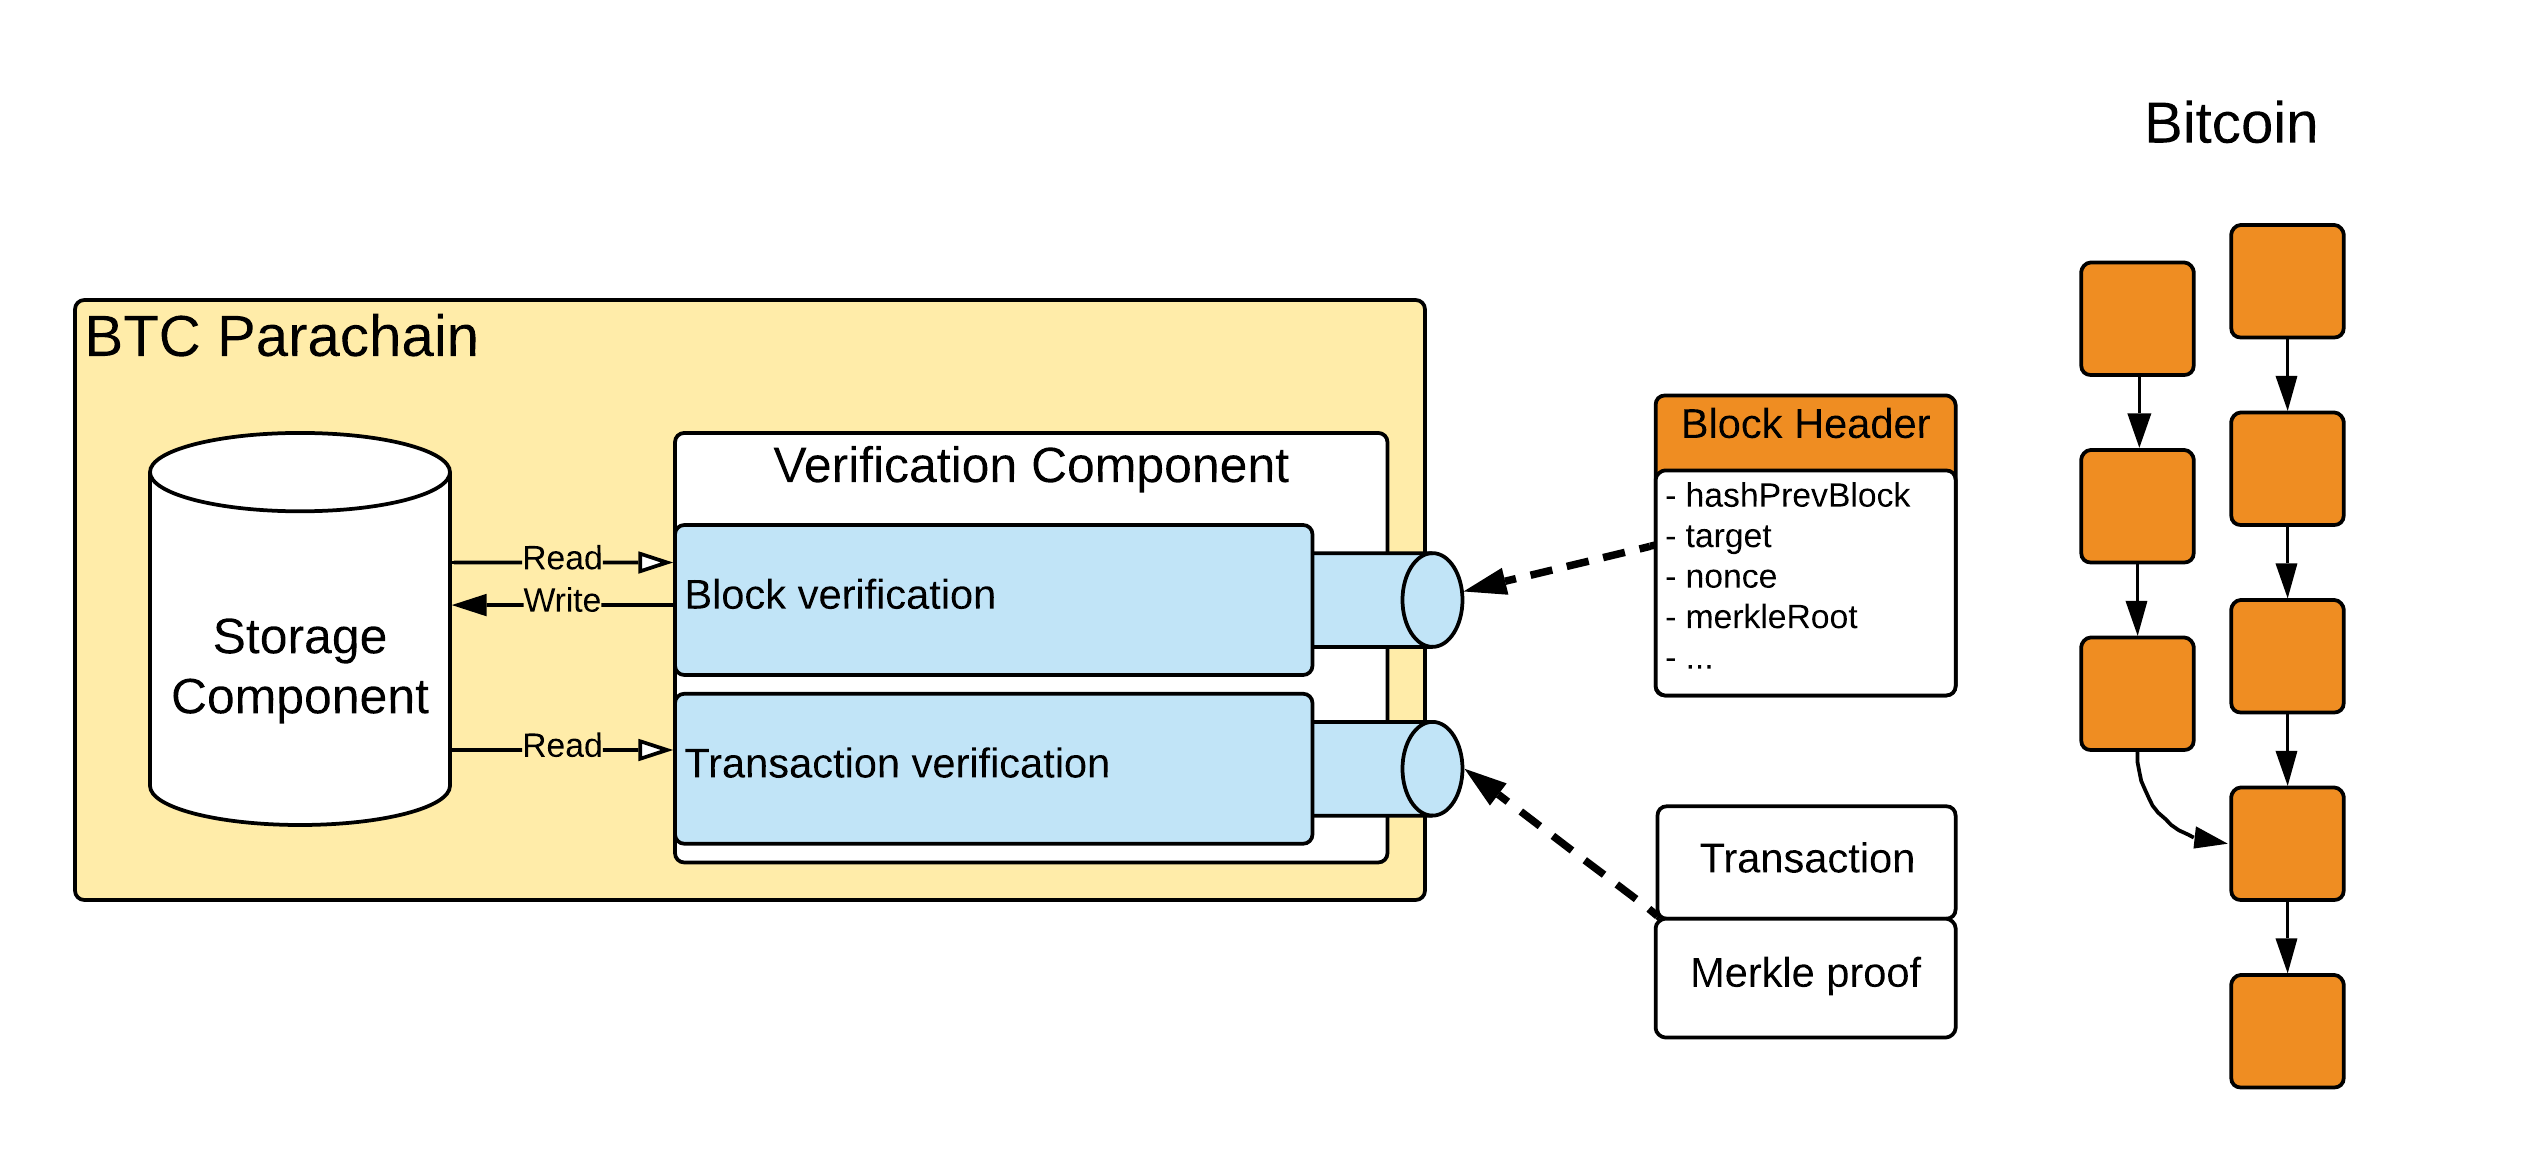 Bitcoin
BTC Parachain
Storage
Component
Read
Write
Read
Verification Component
Block verification
Transaction verification
Block Header
- hashPrevBlock
- target
- nonce
- merkleRoot
- ...
Transaction
Merkle proof